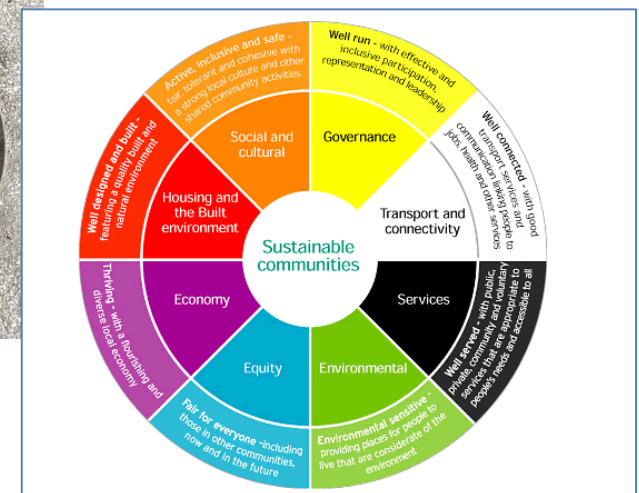 Sustainable
communities
Governance
Well run - with effective and
inclusive participation,
representation and leadership
Transport and
connectivity
Well connected - with good
transport services and
communication linking people to
jobs, health and other services
Services
Well served - with public,
private, community and voluntary
services that are appropriate to
people's needs and accessible to all
Environmental
Environmental sensitive -
providing places for people to
live that are considerate of the
environment
Equity
Fair for everyone -including
those in other communities,
now and in the future
Economy
Thriving - with a flourishing and
diverse local economy
Housing and
the Built
environment
Well designed and built -
featuring a quality built and
natural environment
Social and
cultural
Active, inclusive and safe -
fair, tolerant and cohesive with
a strong local culture and other
shared community activities